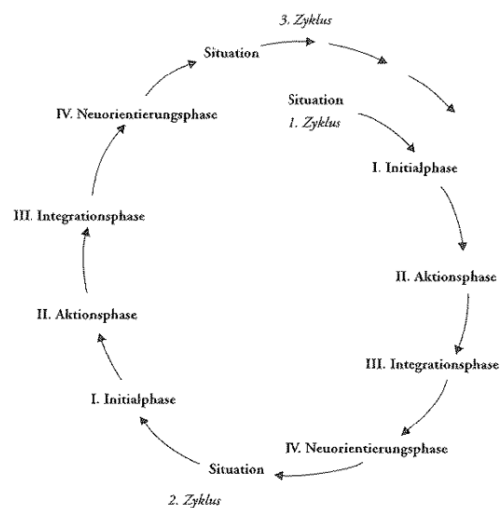 3. Zyklus
Situation
Situation
1. Zyklus
I. Initialphase
II. Aktionsphase
III. Integrationsphase
IV. Neuorientierungsphase
Situation
2. Zyklus
I. Initialphase
II. Aktionsphase
III. Integrationsphase
IV. Neuorientierungsphase